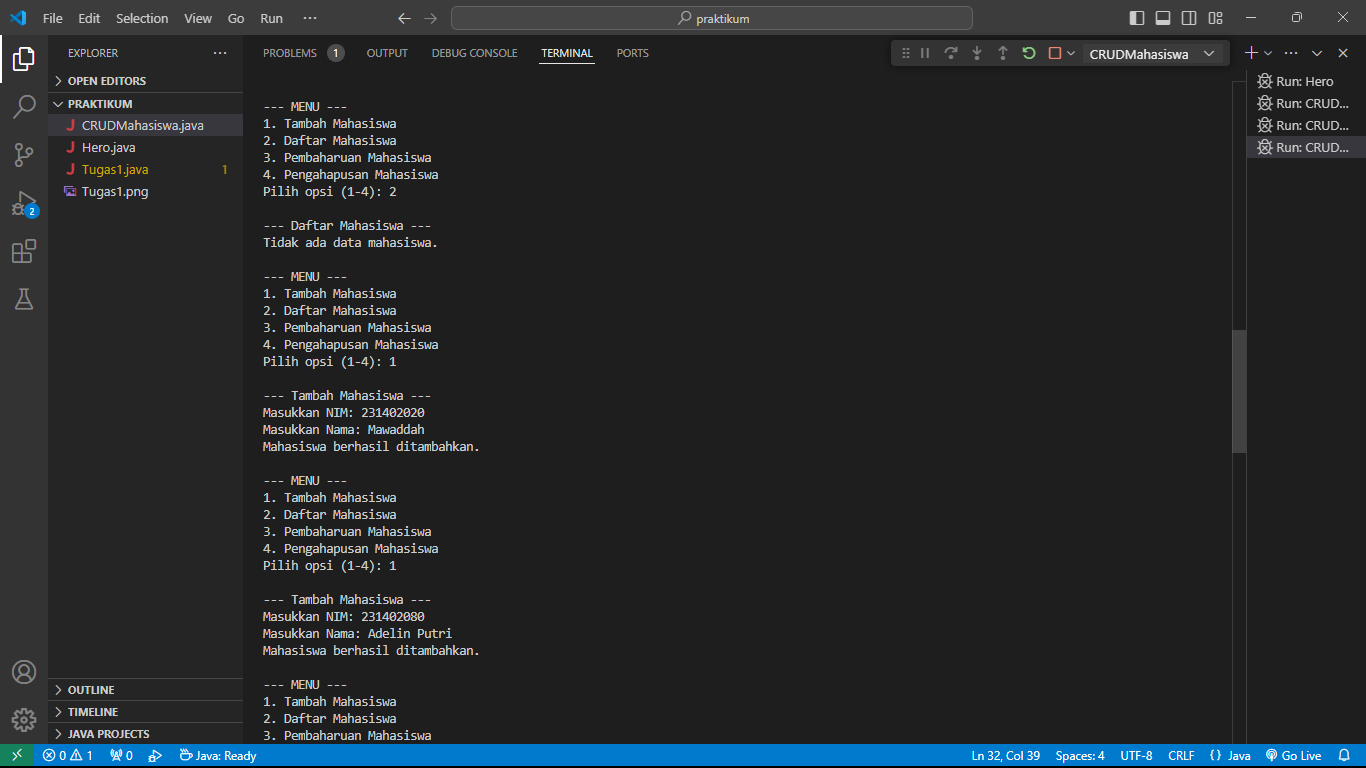 File Edit Selection View Go Run ··· praktikum
EXPLORER ···
OPEN EDITORS
PRAKTIKUM
CRUDMahasiswa.java
Hero.java
Tugas1.java 1
Tugas1.png
2
OUTLINE
TIMELINE
JAVA PROJECTS
PROBLEMS 1 OUTPUT DEBUG CONSOLE TERMINAL PORTS
CRUDMahasiswa
--- MENU ---
1. Tambah Mahasiswa
2. Daftar Mahasiswa
3. Pembaharuan Mahasiswa
4. Pengahapusan Mahasiswa
Pilih opsi (1-4): 2
--- Daftar Mahasiswa ---
Tidak ada data mahasiswa.
--- MENU ---
1. Tambah Mahasiswa
2. Daftar Mahasiswa
3. Pembaharuan Mahasiswa
4. Pengahapusan Mahasiswa
Pilih opsi (1-4): 1
--- Tambah Mahasiswa ---
Masukkan NIM: 231402020
Masukkan Nama: Mawaddah
Mahasiswa berhasil ditambahkan.
--- MENU ---
1. Tambah Mahasiswa
2. Daftar Mahasiswa
3. Pembaharuan Mahasiswa
4. Pengahapusan Mahasiswa
Pilih opsi (1-4): 1
--- Tambah Mahasiswa ---
Masukkan NIM: 231402080
Masukkan Nama: Adelin Putri
Mahasiswa berhasil ditambahkan.
--- MENU ---
1. Tambah Mahasiswa
2. Daftar Mahasiswa
3. Pembaharuan Mahasiswa
Run: Hero
Run: CRUD...
Run: CRUD...
Run: CRUD...
0 1 0 Java: Ready Ln 32, Col 39 Spaces: 4 UTF-8 CRLF {} Java Go Live